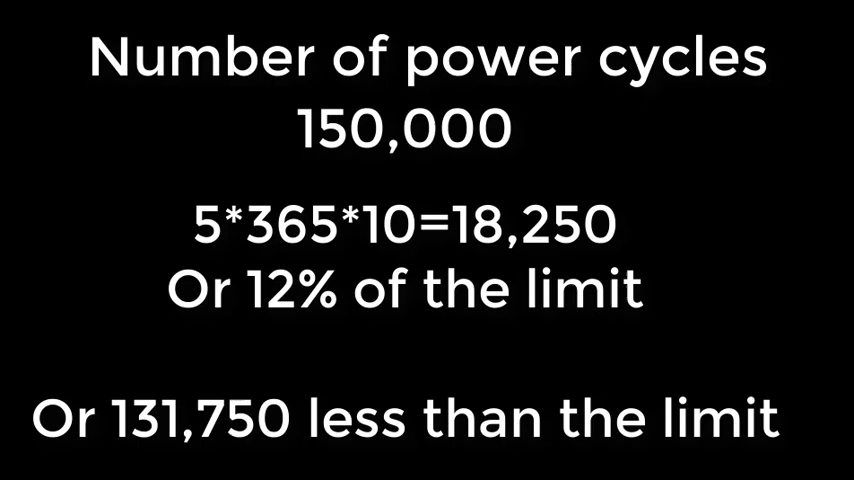 Number of power cycles
150,000
5*365*10=18,250
Or 12% of the limit
Or 131,750 less than the limit